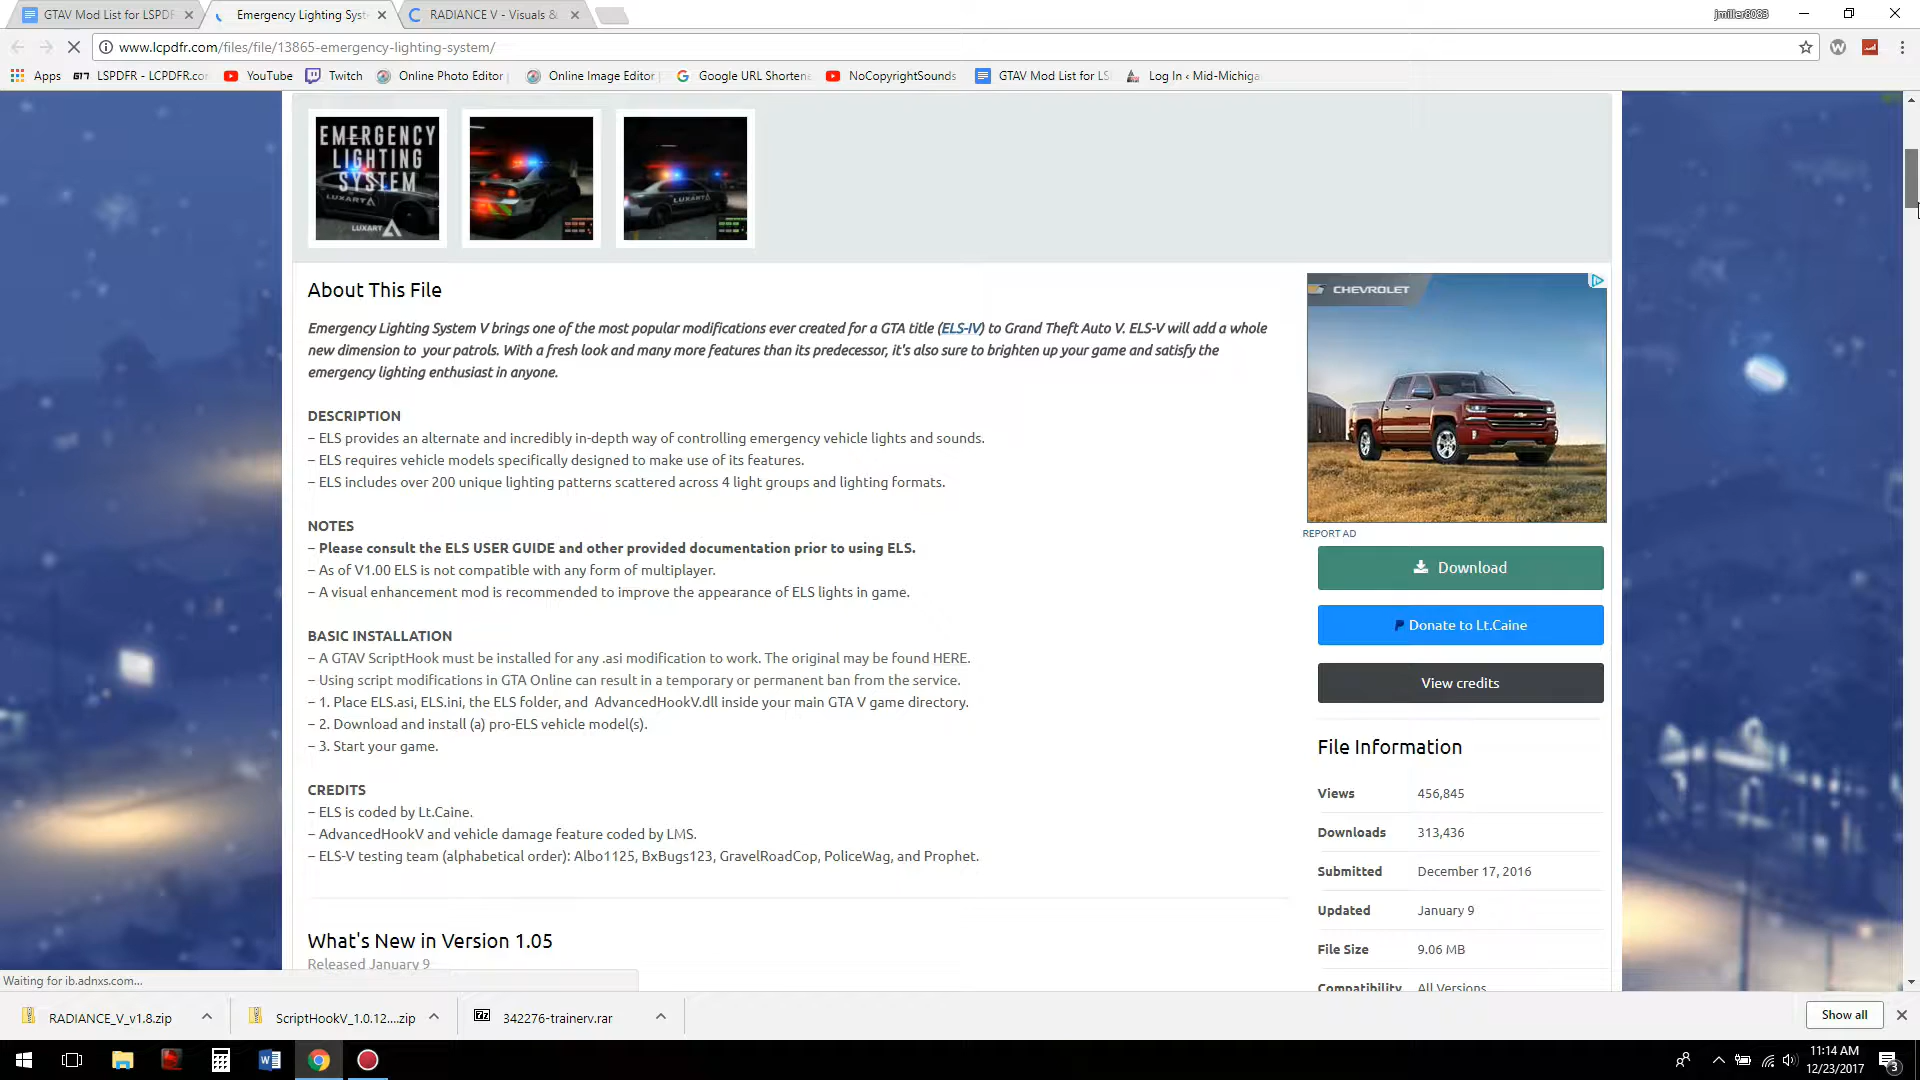 GTAV Mod List for LSPDF
Emergency Lighting Syst
RADIANCE V - Visuals &
jmiller8083
www.lcpdfr.com/files/file/13865-emergency-lighting-system/
Apps
LSPDFR - LCPDFR.co
YouTube
Twitch
Online Photo Editor
Online Image Editor
Google URL Shortene
NoCopyrightSounds
GTAV Mod List for LS
Log In ‹ Mid-Michiga
EMERGENCY
LIGHTING
SYSTEM
LUXART
LUXART
LUXART
About This File
Emergency Lighting System V brings one of the most popular modifications ever created for a GTA title (ELS-IV) to Grand Theft Auto V. ELS-V will add a whole
new dimension to your patrols. With a fresh look and many more features than its predecessor, it's also sure to brighten up your game and satisfy the
emergency lighting enthusiast in anyone.
DESCRIPTION
– ELS provides an alternate and incredibly in-depth way of controlling emergency vehicle lights and sounds.
– ELS requires vehicle models specifically designed to make use of its features.
– ELS includes over 200 unique lighting patterns scattered across 4 light groups and lighting formats.
NOTES
– Please consult the ELS USER GUIDE and other provided documentation prior to using ELS.
– As of V1.00 ELS is not compatible with any form of multiplayer.
– A visual enhancement mod is recommended to improve the appearance of ELS lights in game.
BASIC INSTALLATION
– A GTAV ScriptHook must be installed for any .asi modification to work. The original may be found HERE.
– Using script modifications in GTA Online can result in a temporary or permanent ban from the service.
– 1. Place ELS.asi, ELS.ini, the ELS folder, and AdvancedHookV.dll inside your main GTA V game directory.
– 2. Download and install (a) pro-ELS vehicle model(s).
– 3. Start your game.
CREDITS
– ELS is coded by Lt.Caine.
– AdvancedHookV and vehicle damage feature coded by LMS.
– ELS-V testing team (alphabetical order): Albo1125, BxBugs123, GravelRoadCop, PoliceWag, and Prophet.
What's New in Version 1.05
Released January 9
CHEVROLET
REPORT AD
Download
Donate to Lt.Caine
View credits
File Information
Views 456,845
Downloads 313,436
Submitted December 17, 2016
Updated January 9
File Size 9.06 MB
Compatibility All Versions
Waiting for ib.adnxs.com...
RADIANCE_V_v1.8.zip
ScriptHookV_1.0.12....zip
342276-trainerv.rar
Show all
11:14 AM
12/23/2017
3